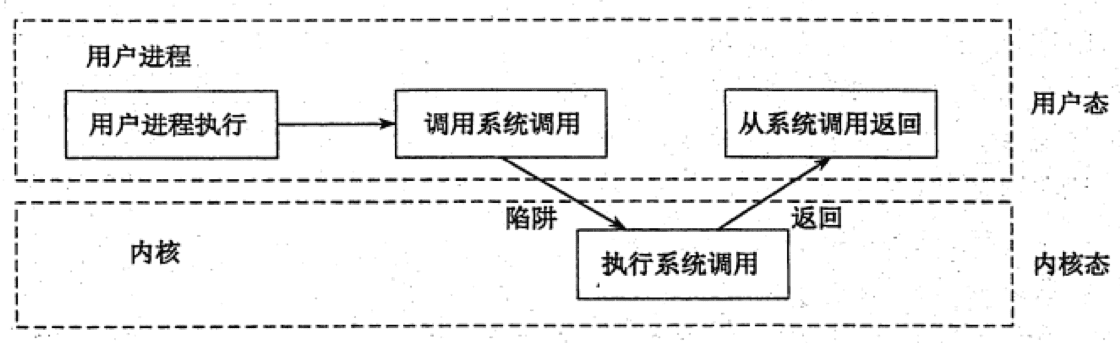 用户进程
用户进程执行
调用系统调用
从系统调用返回
用户态
陷阱
返回
内核
执行系统调用
内核态